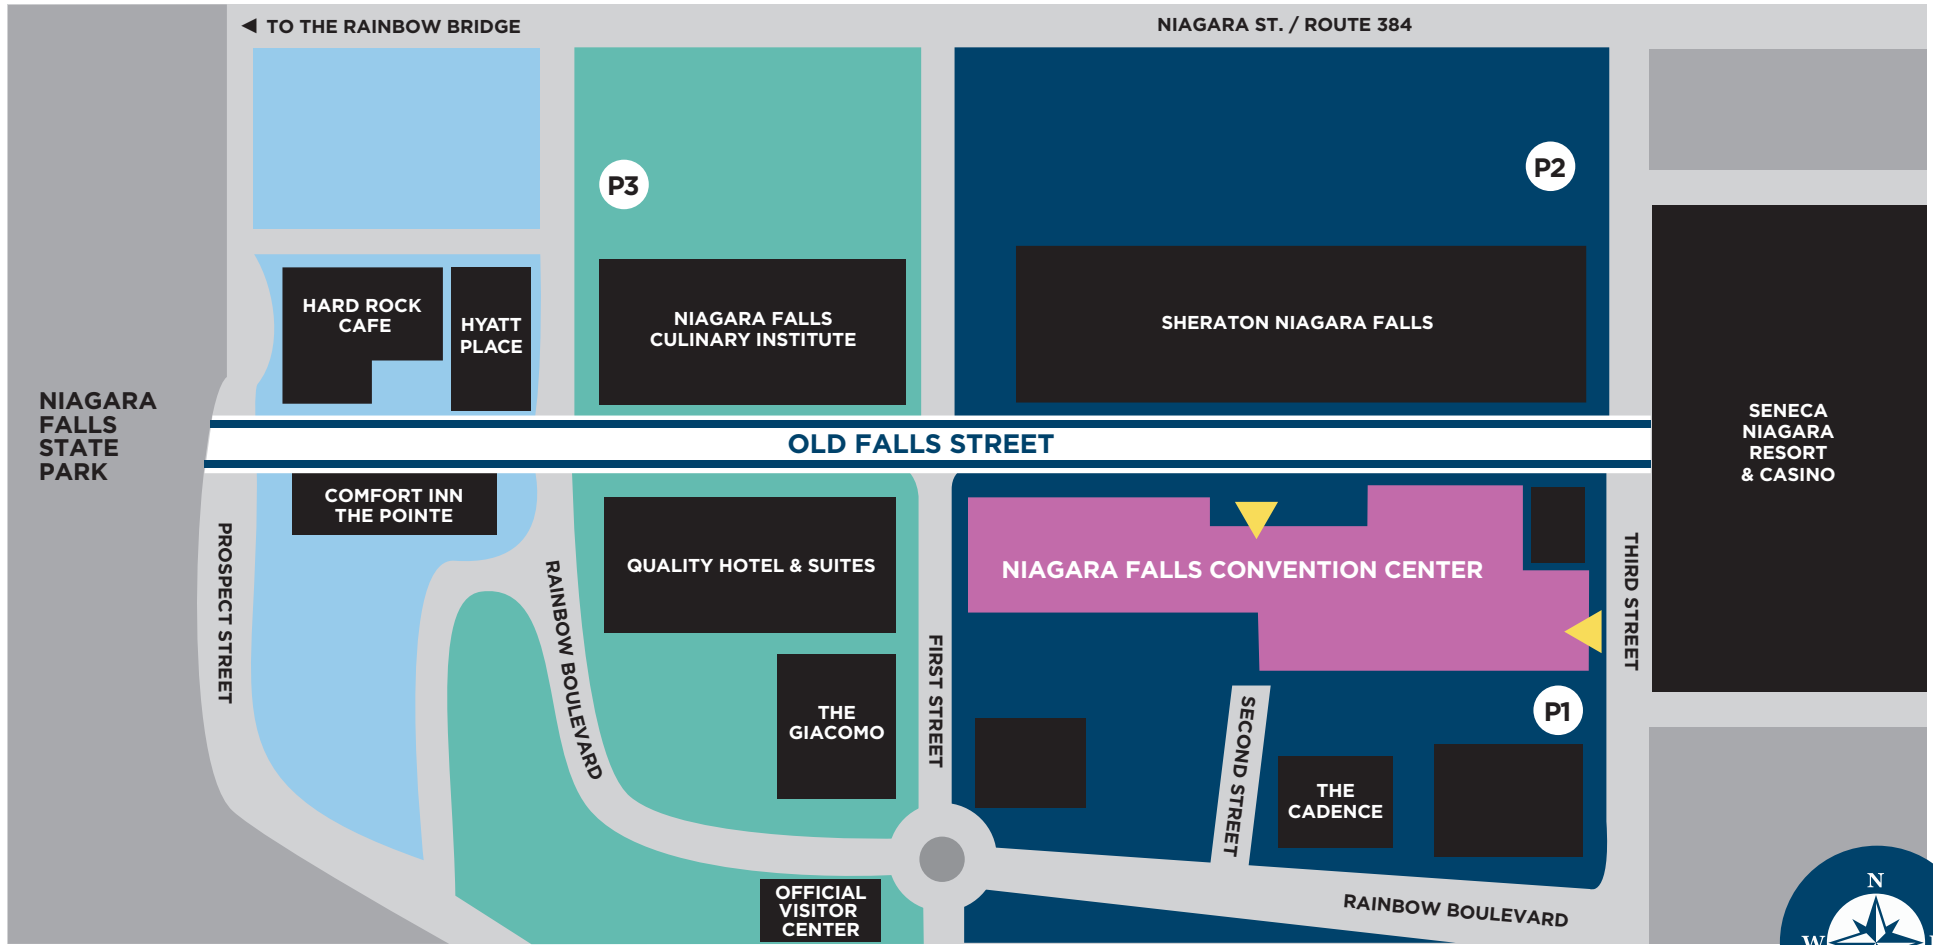 ◄ TO THE RAINBOW BRIDGE
NIAGARA ST. / ROUTE 384
P3
P2
HARD ROCK
CAFE
HYATT
PLACE
NIAGARA FALLS
CULINARY INSTITUTE
SHERATON NIAGARA FALLS
NIAGARA
FALLS
STATE
PARK
SENECA
NIAGARA
RESORT
& CASINO
OLD FALLS STREET
COMFORT INN
THE POINTE
PROSPECT STREET
RAINBOW BOULEVARD
QUALITY HOTEL & SUITES
NIAGARA FALLS CONVENTION CENTER
THIRD STREET
FIRST STREET
THE
GIACOMO
SECOND STREET
P1
THE
CADENCE
OFFICIAL
VISITOR
CENTER
RAINBOW BOULEVARD
N
W